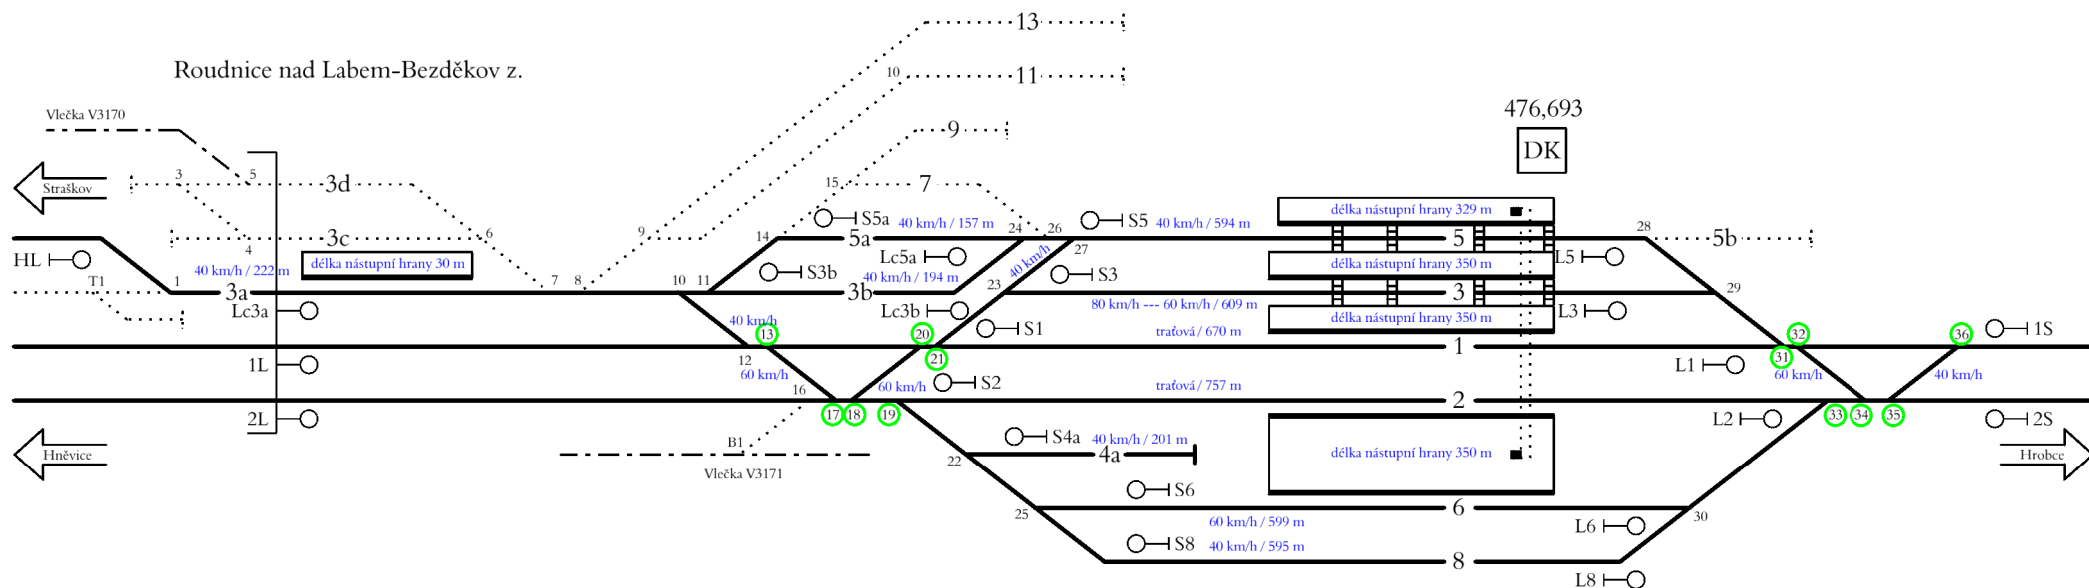 13
Roudnice nad Labem-Bezděkov z.
10
11
476,693
Vlečka V3170
9
DK
3
5
3d
15
7
Straškov
S5a
40 km/h / 157 m
S5
40 km/h / 594 m
délka nástupní hrany 329 m
9
6
3c
4
14
5a
24
26
27
5
28
5b
HL
délka nástupní hrany 30 m
Lc5a
40 km/h
L5
délka nástupní hrany 350 m
T1
1
40 km/h / 222 m
3a
7
8
10
11
S3b
40 km/h / 194 m
3b
23
S3
3
29
Lc3a
Lc3b
80 km/h --- 60 km/h / 609 m
L3
délka nástupní hrany 350 m
40 km/h
13
20
S1
traťová / 670 m
32
36
1S
12
21
1
31
1L
60 km/h
L1
60 km/h
40 km/h
16
60 km/h
S2
traťová / 757 m
2
2L
17
18
19
L2
33
34
35
2S
B1
S4a
40 km/h / 201 m
Hněvice
22
4a
délka nástupní hrany 350 m
Hrobce
Vlečka V3171
S6
25
6
30
60 km/h / 599 m
L6
S8
40 km/h / 595 m
8
L8